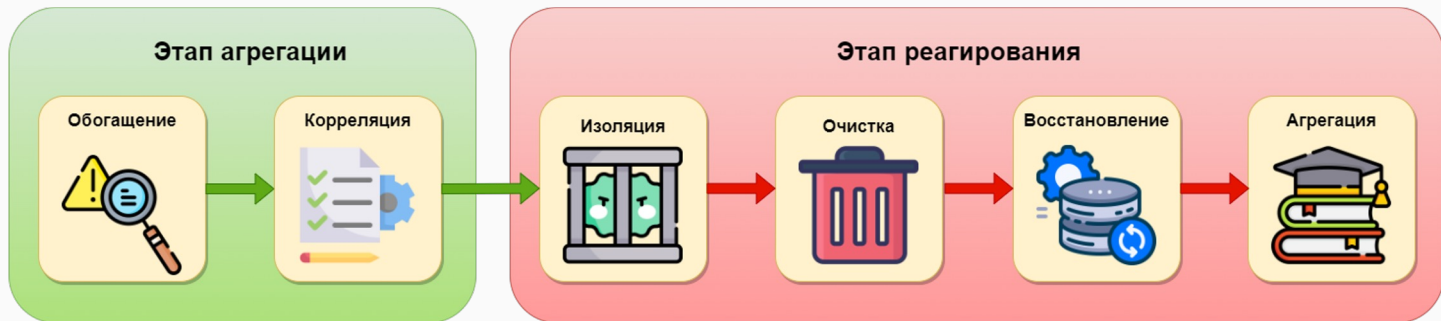 Этап агрегации
Этап реагирования
Обогащение
Корреляция
Изоляция
Очистка
Восстановление
Агрегация